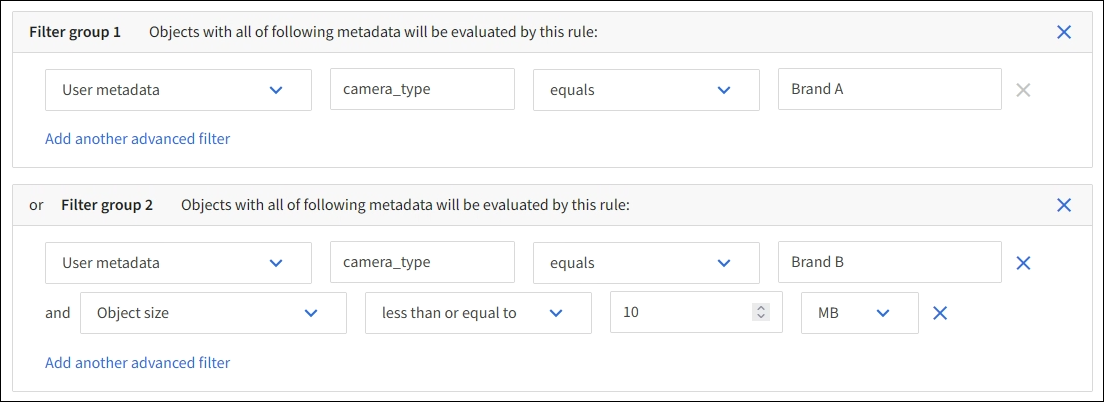 Filter group 1 Objects with all of following metadata will be evaluated by this rule:
User metadata camera_type equals Brand A
Add another advanced filter
or Filter group 2 Objects with all of following metadata will be evaluated by this rule:
User metadata camera_type equals Brand B
and Object size less than or equal to 10 MB
Add another advanced filter